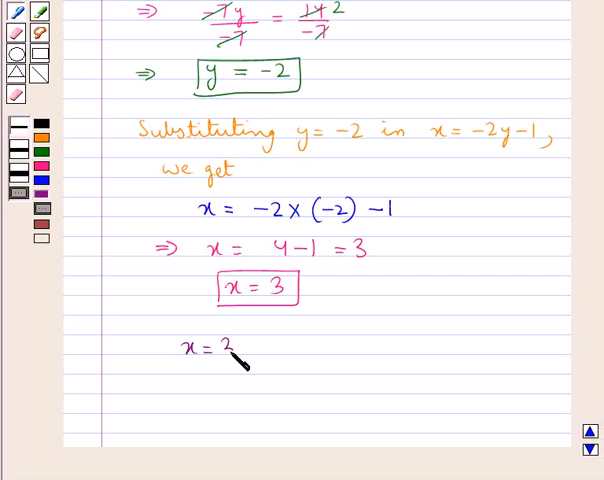 ⇒ -7y/-7 = 14/-7 2
⇒ y = -2
Substituting y = -2 in x = -2y-1,
we get
x = -2 × (-2) -1
⇒ x = 4-1 = 3
x = 3
x =